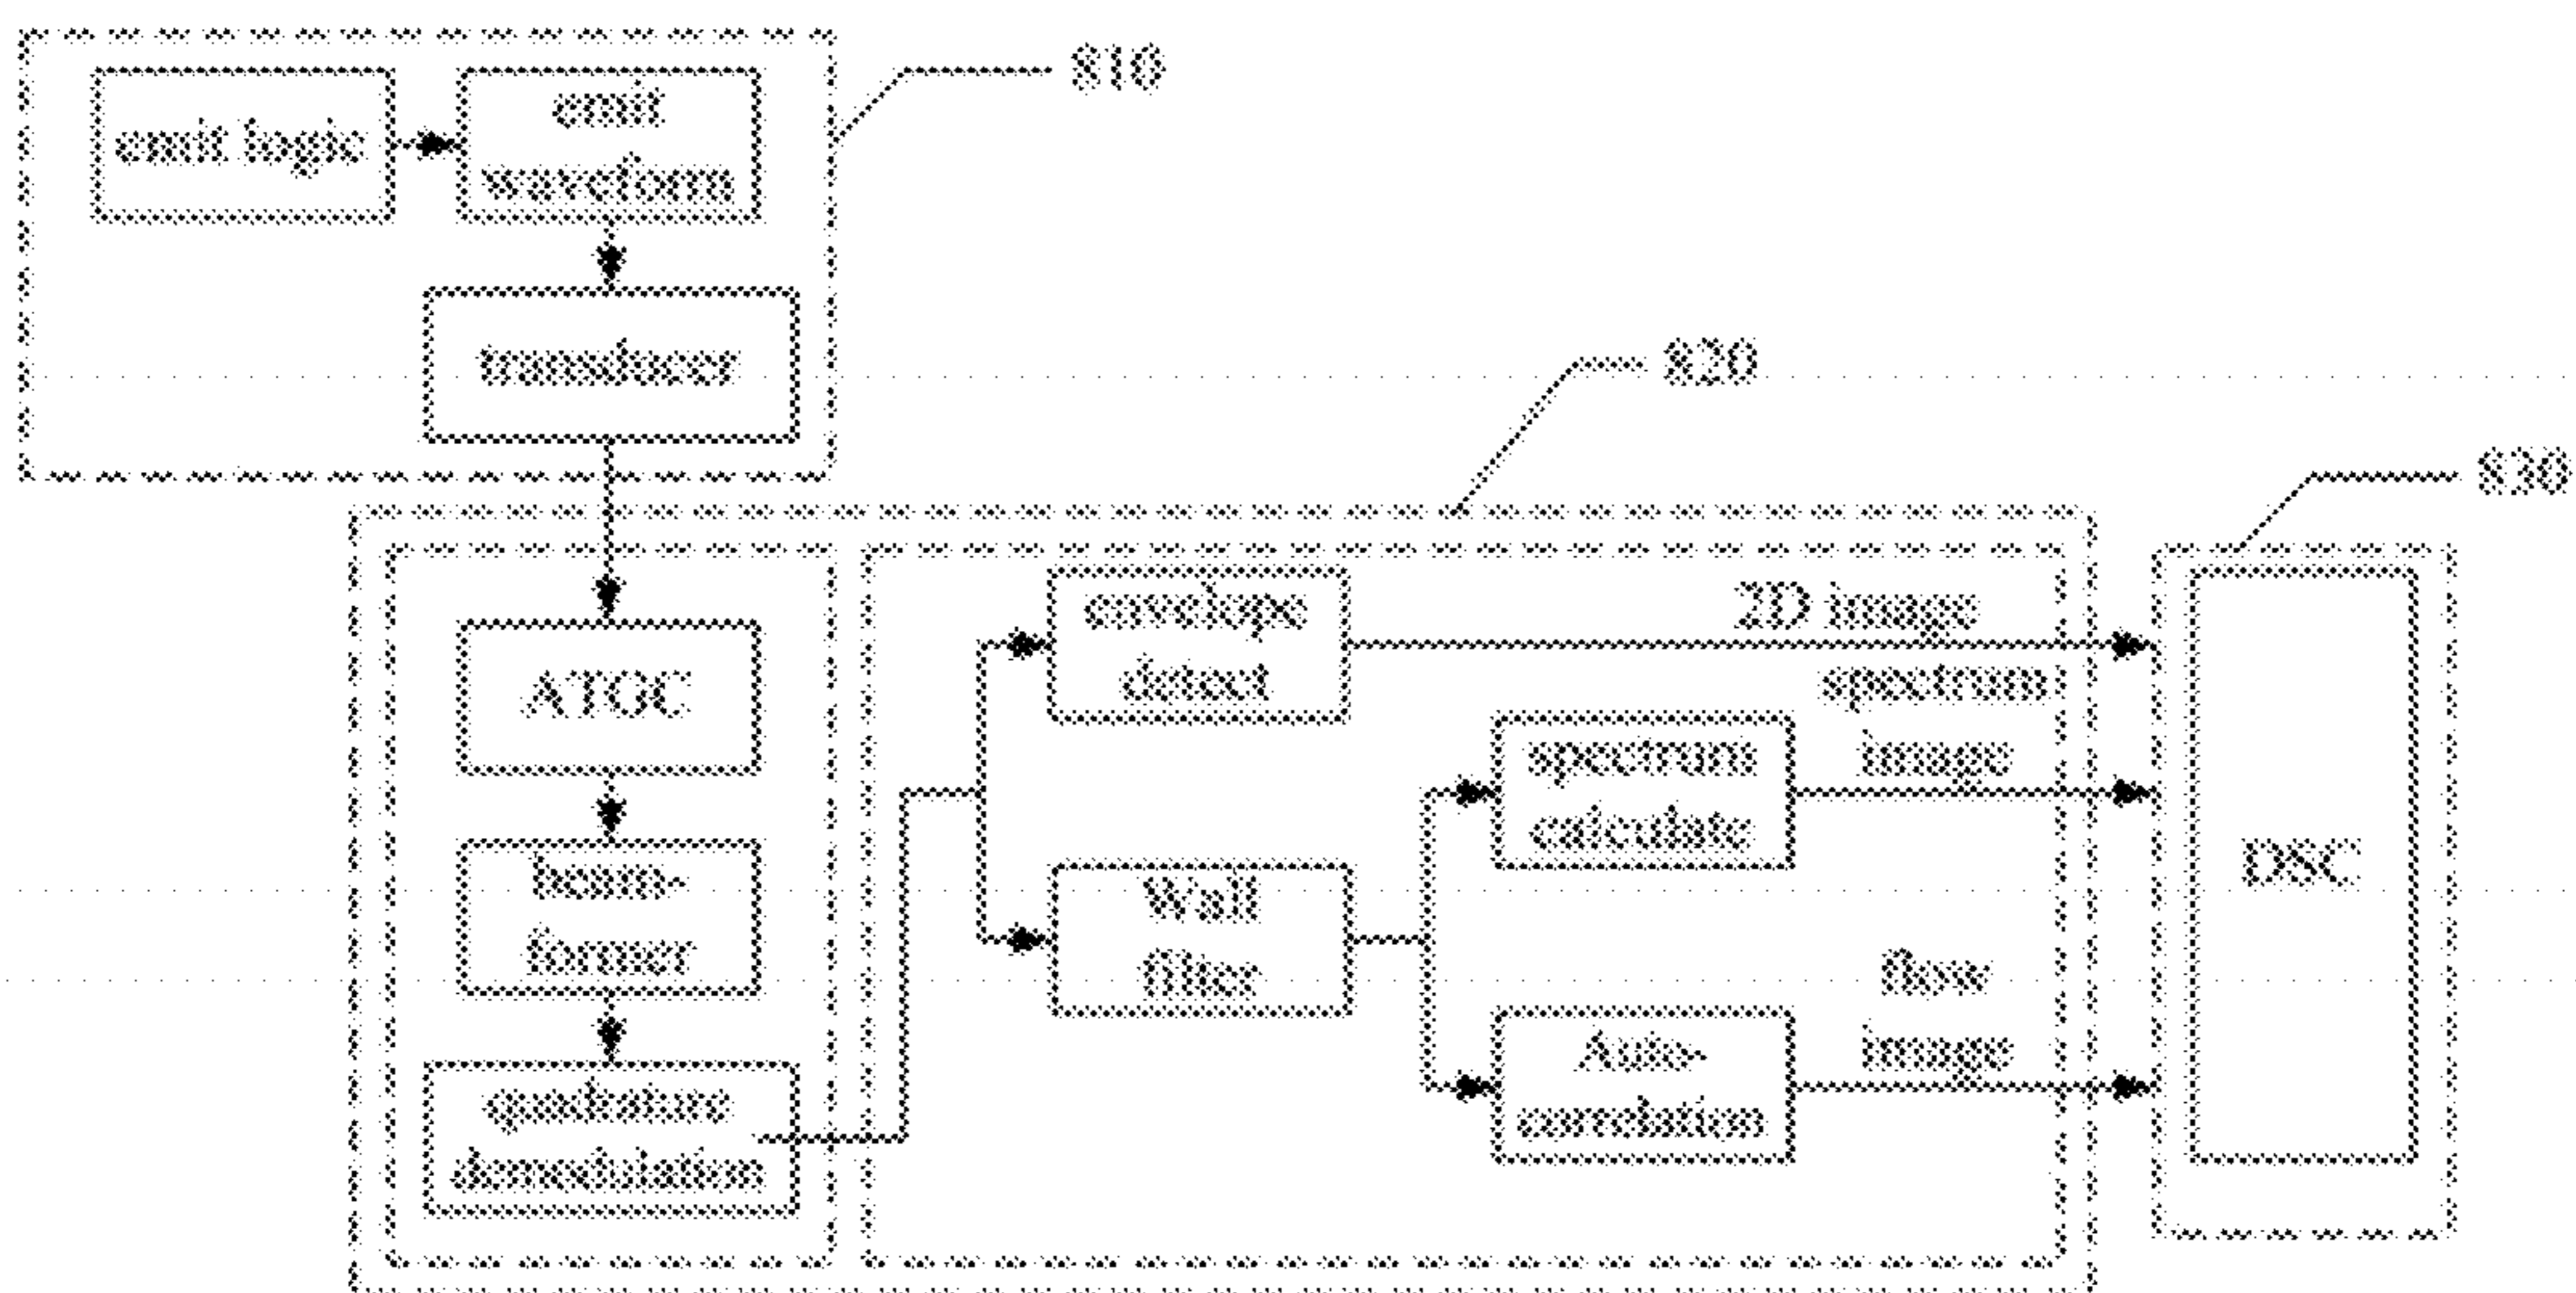 emit logic
emit
waveform
810
transducer
820
830
ATGC
beam-
former
quadrature
demodulation
envelope
detect
2D image
Wall
filter
spectrum
calculate
spectrum
image
Auto-
correlation
flow
image
DSC